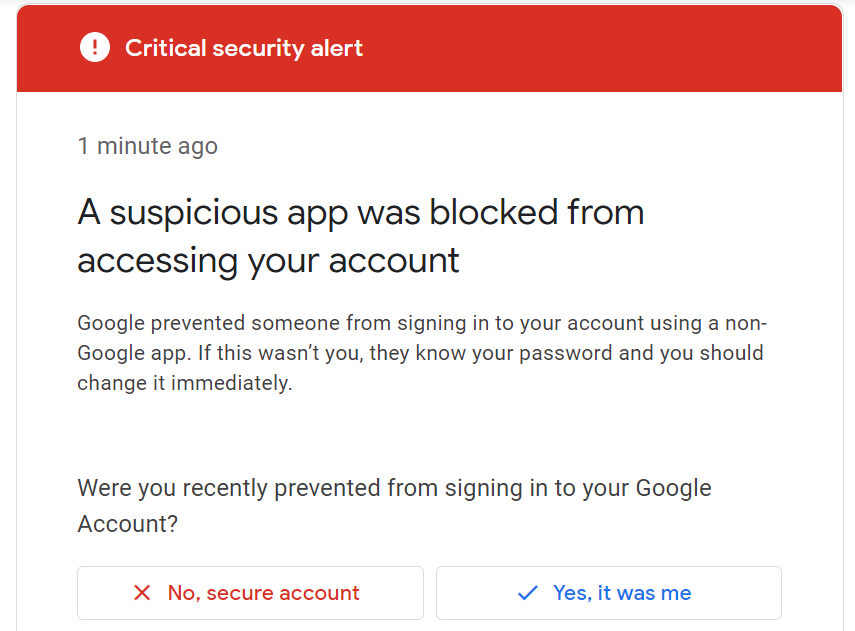 Critical security alert
1 minute ago
A suspicious app was blocked from
accessing your account
Google prevented someone from signing in to your account using a non-
Google app. If this wasn’t you, they know your password and you should
change it immediately.
Were you recently prevented from signing in to your Google
Account?
No, secure account
Yes, it was me